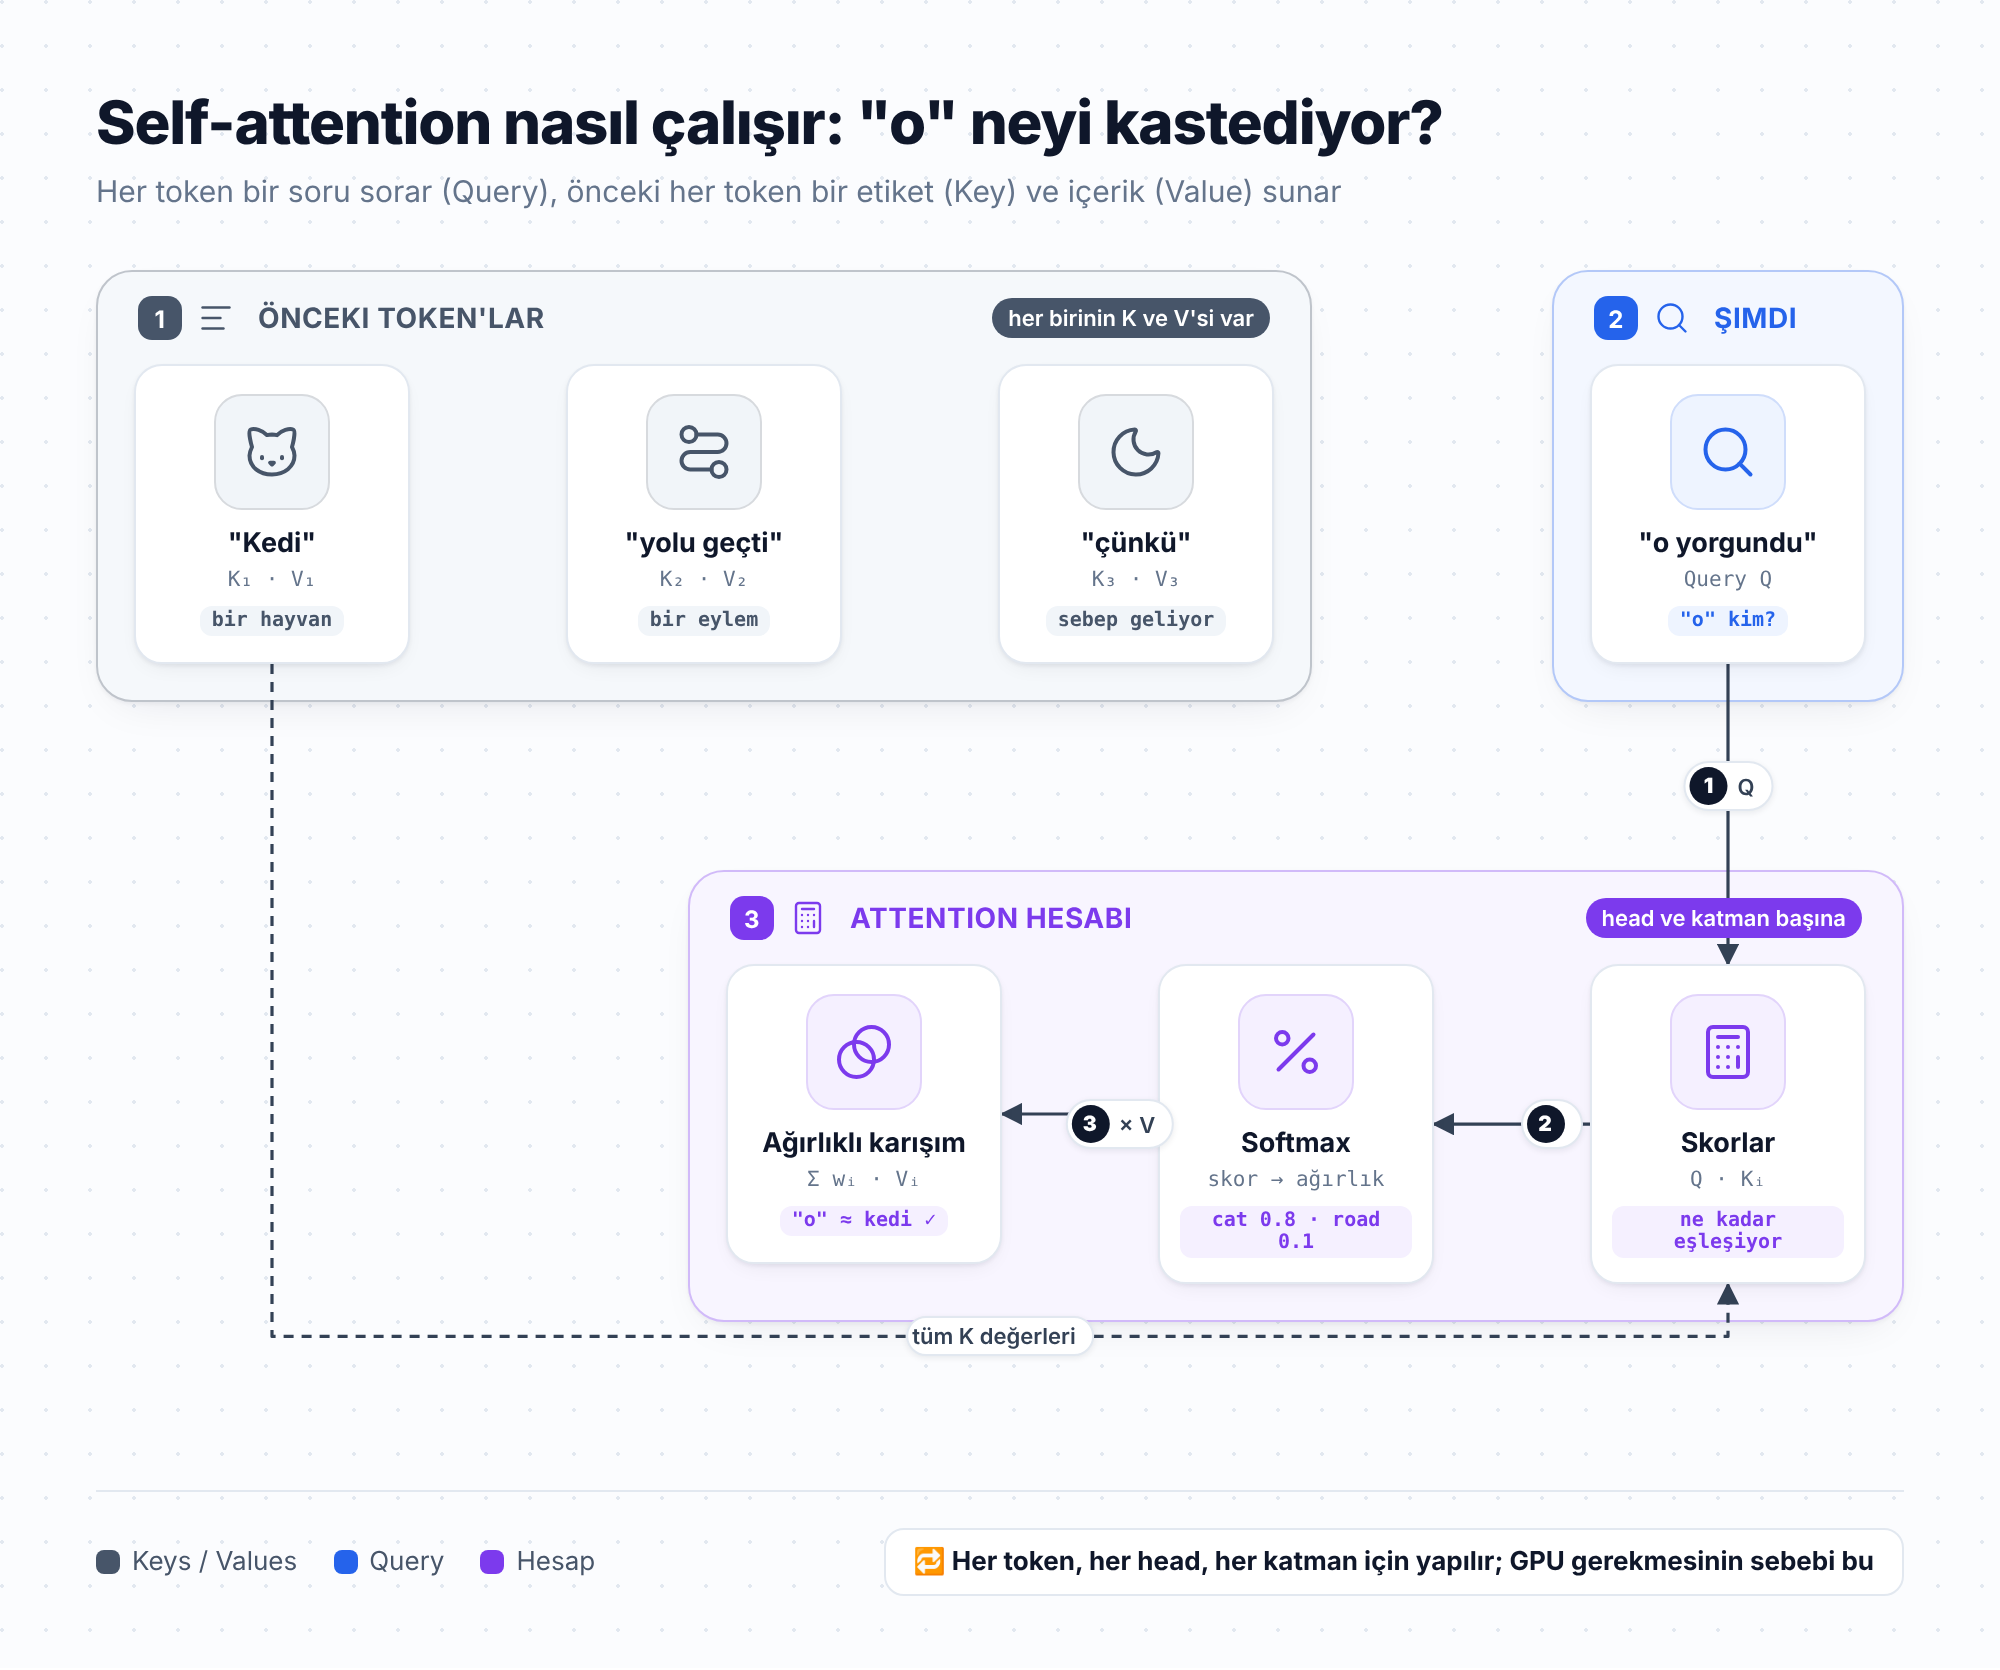 Self-attention nasıl çalışır: "o" neyi kastediyor?
Her token bir soru sorar (Query), önceki her token bir etiket (Key) ve içerik (Value) sunar
1 ÖNCEKI TOKEN'LAR
her birinin K ve V'si var
"Kedi"
K₁ · V₁
bir hayvan
"yolu geçti"
K₂ · V₂
bir eylem
"çünkü"
K₃ · V₃
sebep geliyor
2 ŞIMDI
"o yorgundu"
Query Q
"o" kim?
1 Q
3 ATTENTION HESABI
head ve katman başına
Ağırlıklı karışım
Σ wᵢ · Vᵢ
"o" ≈ kedi ✓
3 × V
Softmax
skor → ağırlık
cat 0.8 · road
0.1
2
Skorlar
Q · Kᵢ
ne kadar
eşleşiyor
tüm K değerleri
Keys / Values
Query
Hesap
🔁 Her token, her head, her katman için yapılır; GPU gerekmesinin sebebi bu